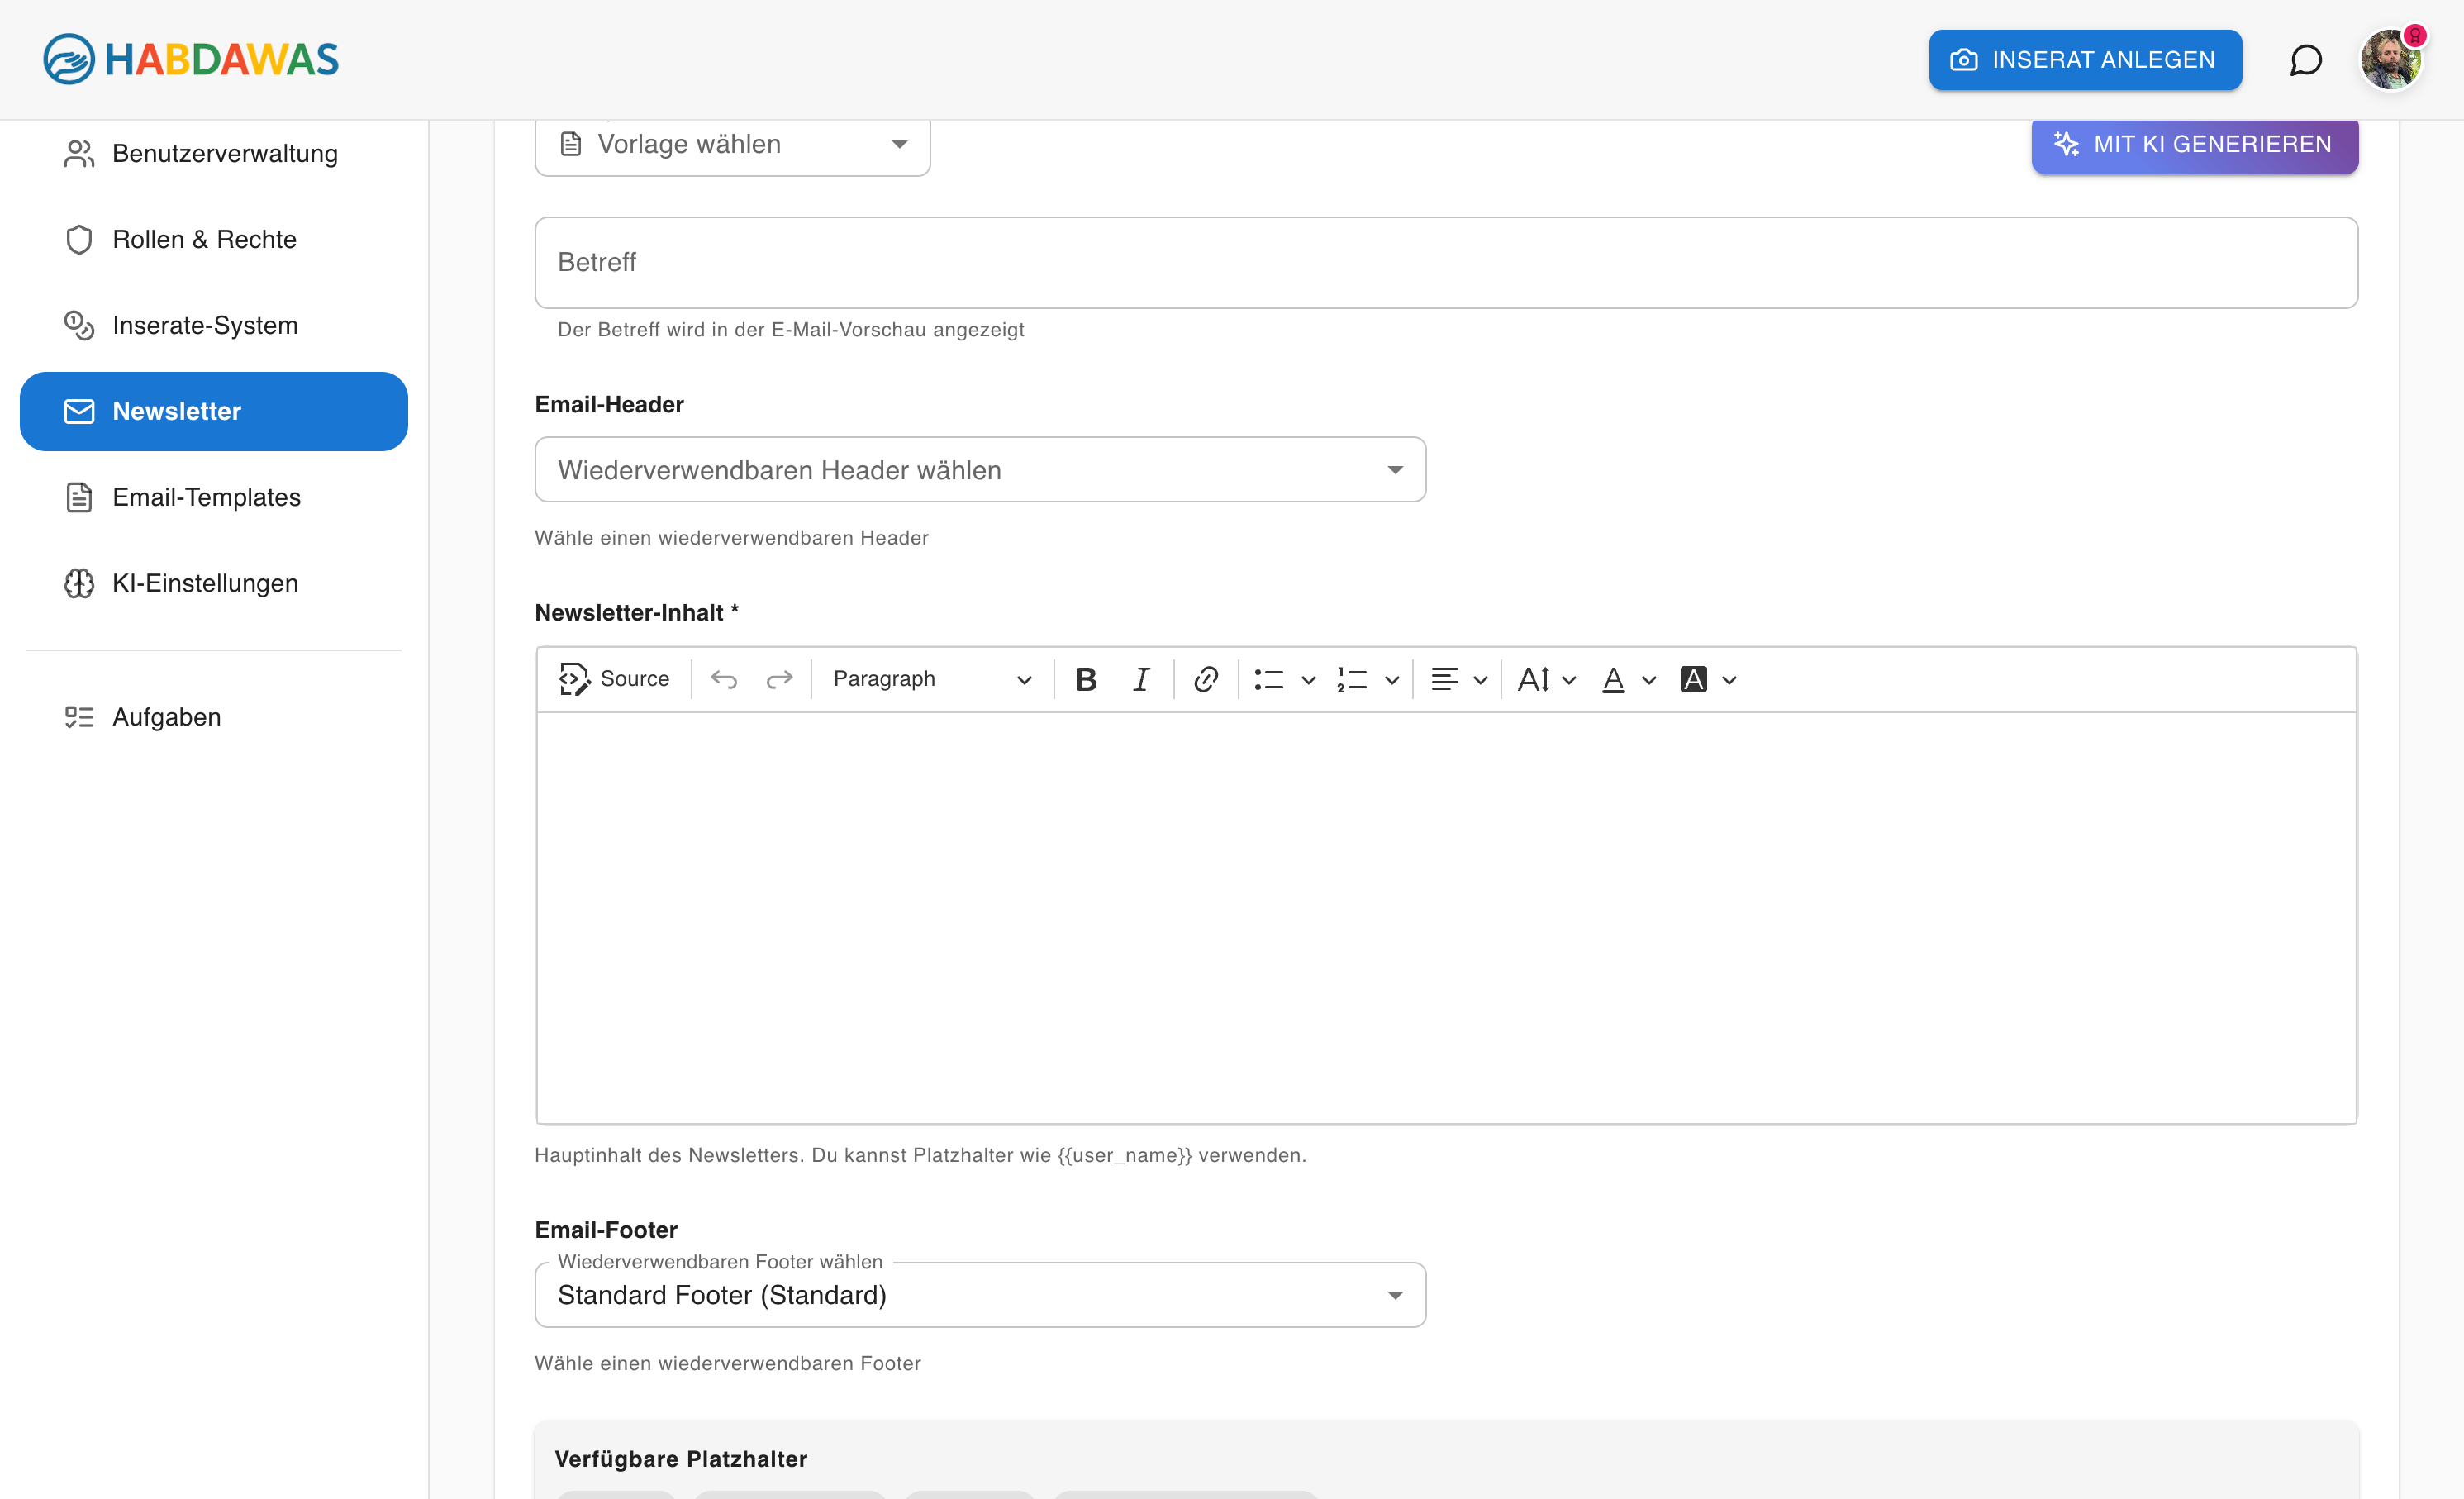 HABDAWAS
INSERAT ANLEGEN
Benutzerverwaltung
Rollen & Rechte
Inserate-System
Newsletter
Email-Templates
KI-Einstellungen
Aufgaben
Vorlage wählen
MIT KI GENERIEREN
Betreff
Der Betreff wird in der E-Mail-Vorschau angezeigt
Email-Header
Wiederverwendbaren Header wählen
Wähle einen wiederverwendbaren Header
Newsletter-Inhalt *
Source
Paragraph
Hauptinhalt des Newsletters. Du kannst Platzhalter wie {{user_name}} verwenden.
Email-Footer
Wiederverwendbaren Footer wählen
Standard Footer (Standard)
Wähle einen wiederverwendbaren Footer
Verfügbare Platzhalter